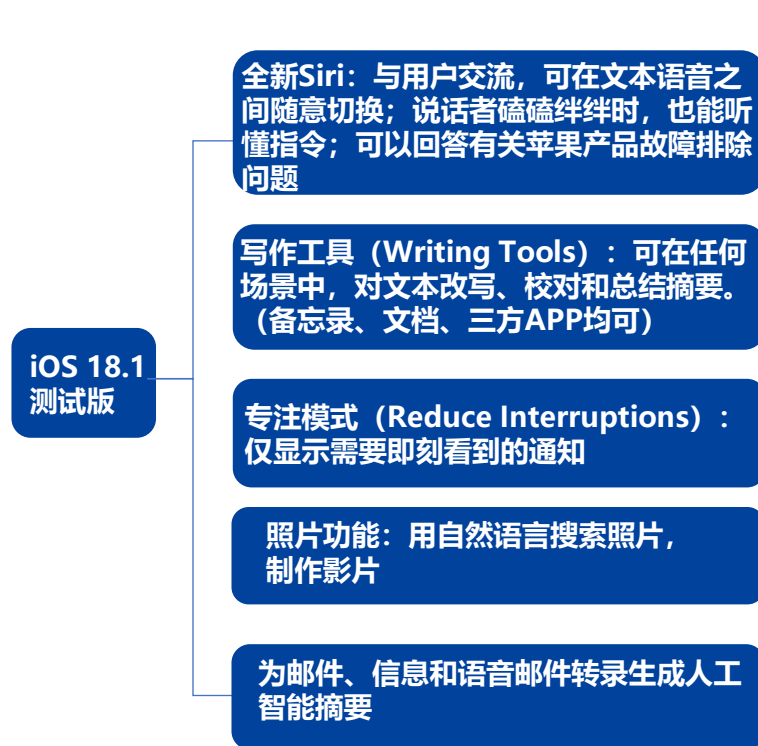 全新Siri：与用户交流，可在文本语音之
间随意切换；说话者磕磕绊绊时，也能听
懂指令；可以回答有关苹果产品故障排除
问题
写作工具（Writing Tools）：可在任何
场景中，对文本改写、校对和总结摘要。
（备忘录、文档、三方APP均可）
iOS 18.1
测试版
专注模式（Reduce Interruptions）：
仅显示需要即刻看到的通知
照片功能：用自然语言搜索照片，
制作影片
为邮件、信息和语音邮件转录生成人工
智能摘要